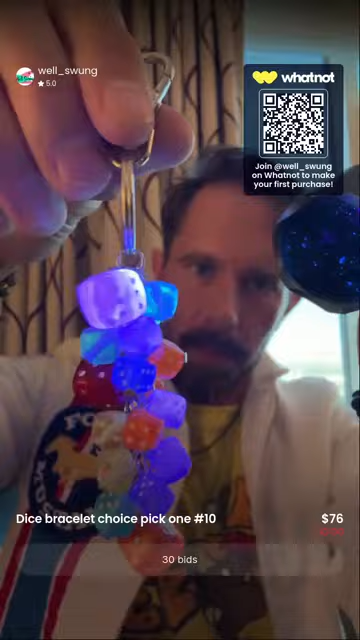 well_swung
★5.0
whatnot
Join @well_swung
on Whatnot to make
your first purchase!
Dice bracelet choice pick one #10
$76
30 bids